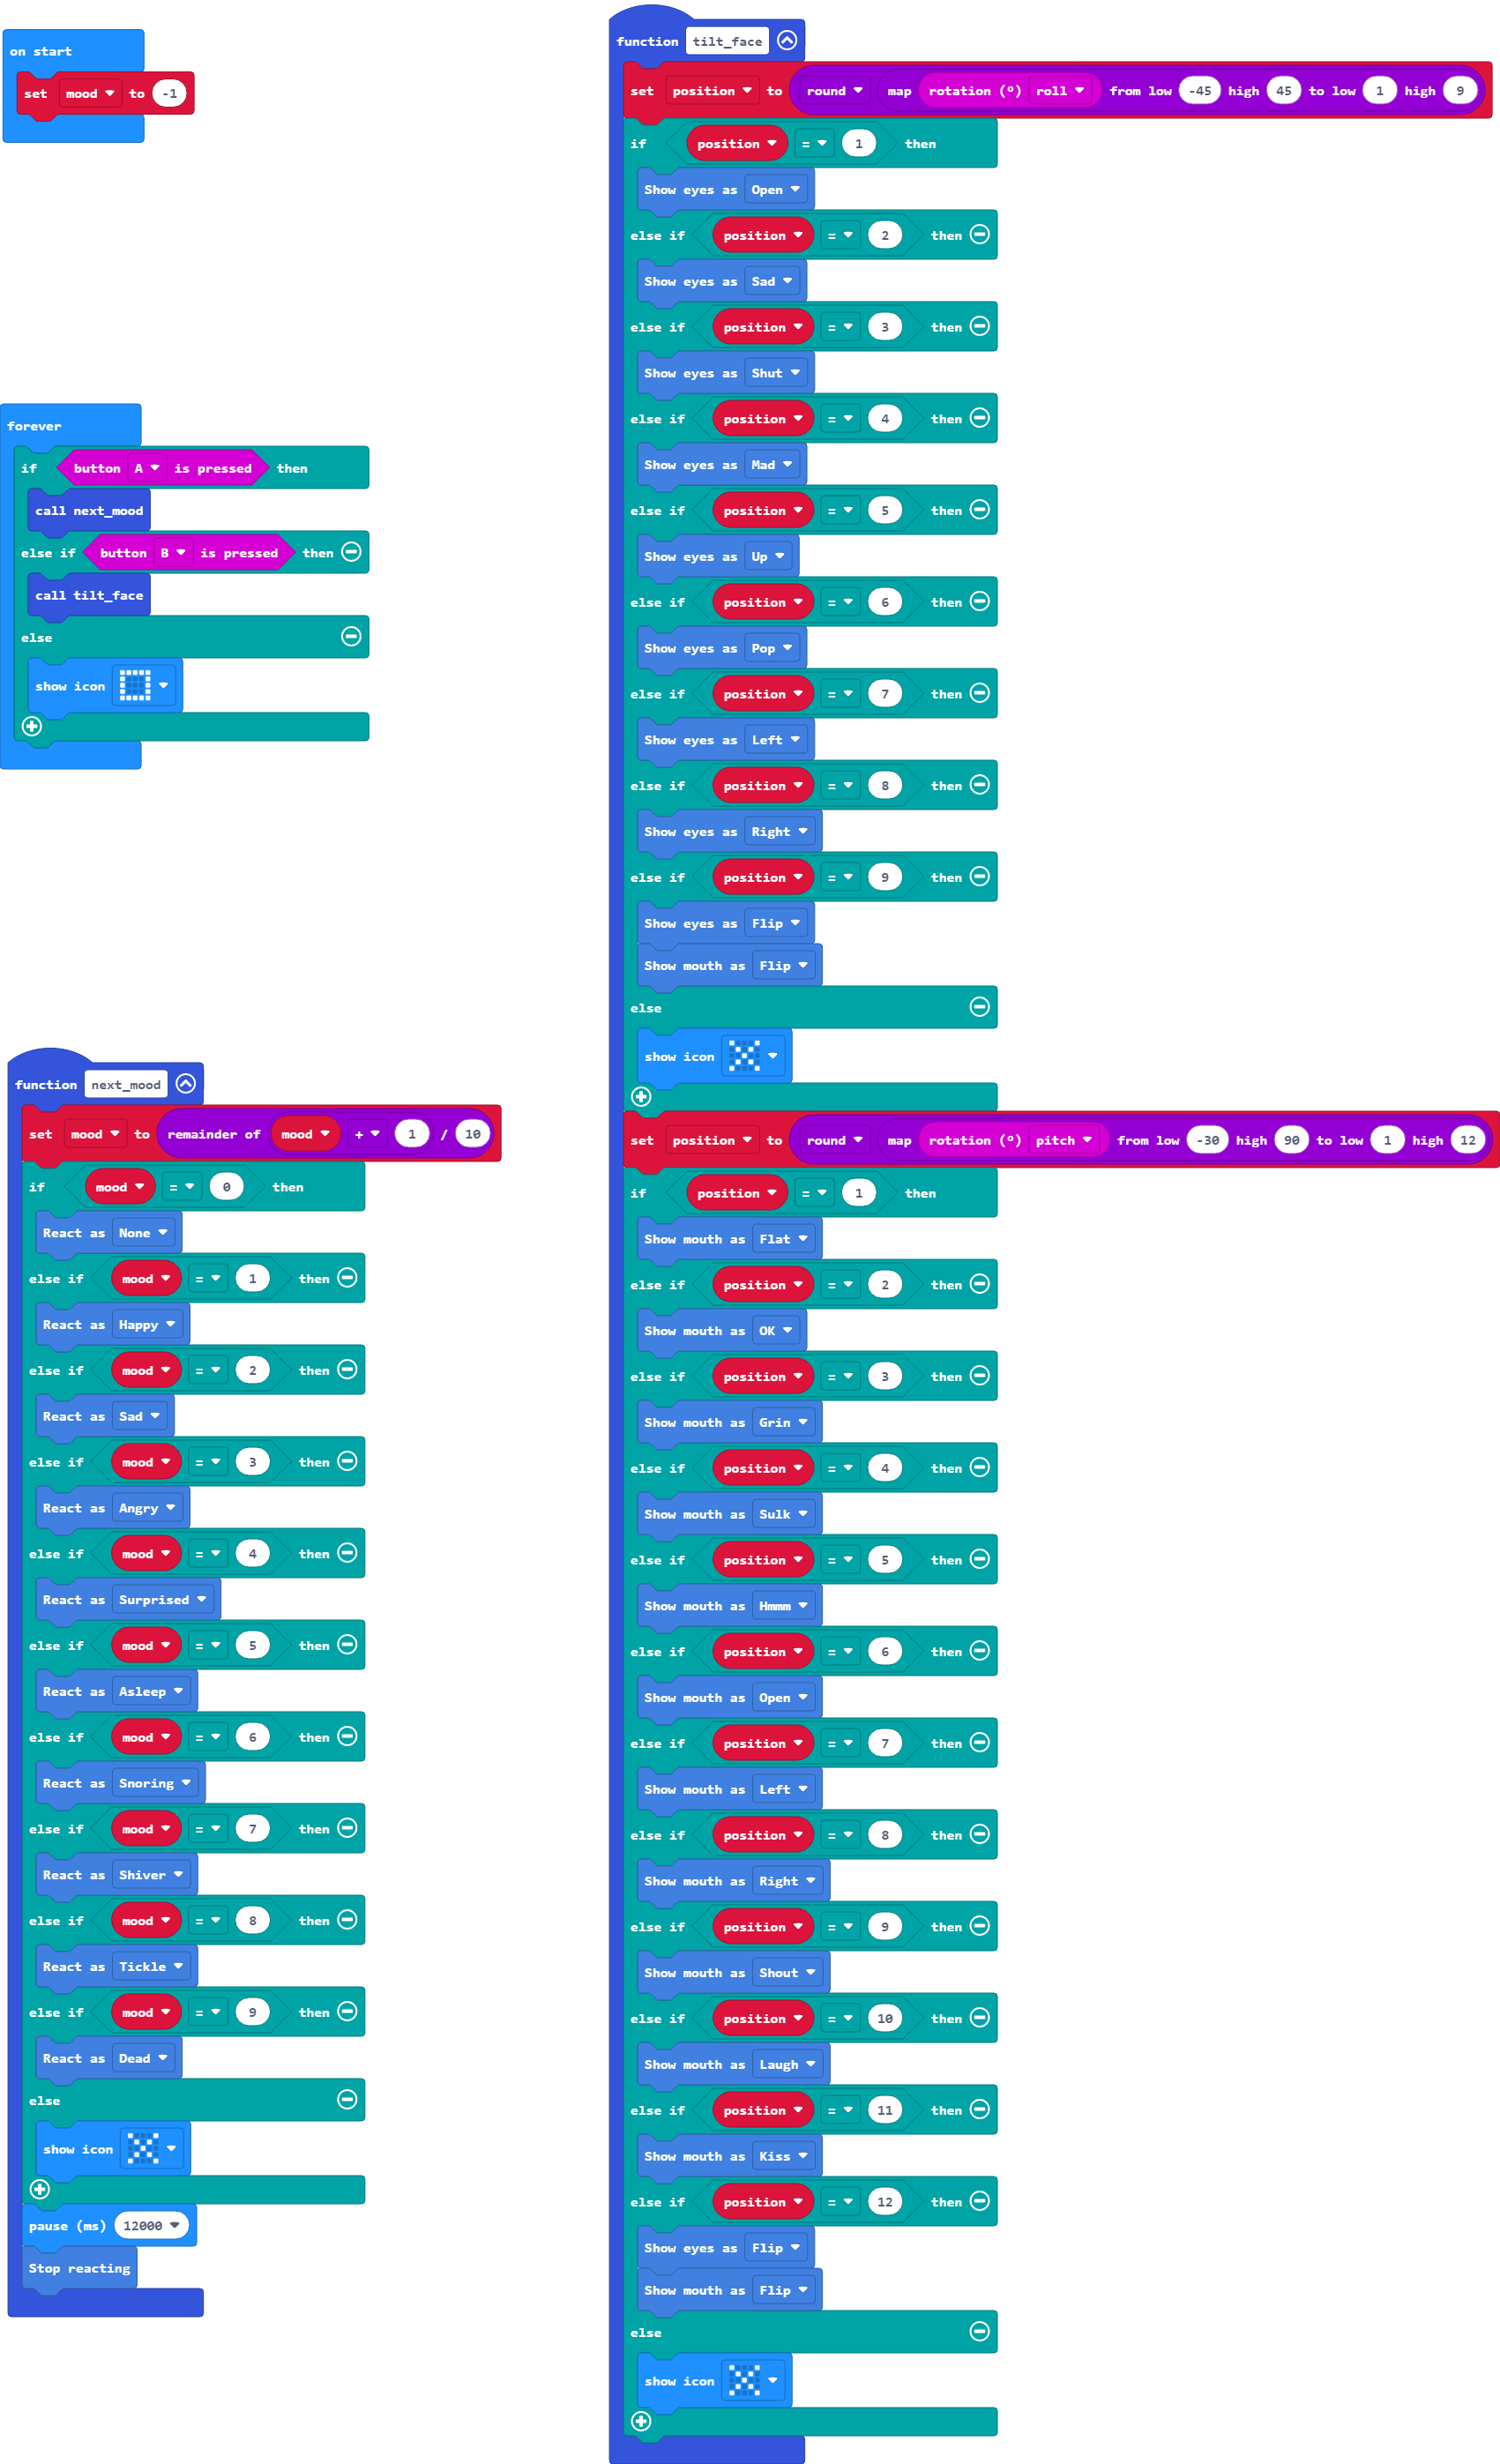 on start
set mood to -1
forever
if button A is pressed then
call next_mood
else if button B is pressed then
call tilt_face
else
show icon
function next_mood
set mood to remainder of mood + 1 / 10
if mood = 0 then
React as None
else if mood = 1 then
React as Happy
else if mood = 2 then
React as Sad
else if mood = 3 then
React as Angry
else if mood = 4 then
React as Surprised
else if mood = 5 then
React as Asleep
else if mood = 6 then
React as Snoring
else if mood = 7 then
React as Shiver
else if mood = 8 then
React as Tickle
else if mood = 9 then
React as Dead
else
show icon
pause (ms) 12000
Stop reacting
function tilt_face
set position to round map rotation (º) roll from low -45 high 45 to low 1 high 9
if position = 1 then
Show eyes as Open
else if position = 2 then
Show eyes as Sad
else if position = 3 then
Show eyes as Shut
else if position = 4 then
Show eyes as Mad
else if position = 5 then
Show eyes as Up
else if position = 6 then
Show eyes as Pop
else if position = 7 then
Show eyes as Left
else if position = 8 then
Show eyes as Right
else if position = 9 then
Show eyes as Flip
Show mouth as Flip
else
show icon
set position to round map rotation (º) pitch from low -30 high 90 to low 1 high 12
if position = 1 then
Show mouth as Flat
else if position = 2 then
Show mouth as OK
else if position = 3 then
Show mouth as Grin
else if position = 4 then
Show mouth as Sulk
else if position = 5 then
Show mouth as Hmmm
else if position = 6 then
Show mouth as Open
else if position = 7 then
Show mouth as Left
else if position = 8 then
Show mouth as Right
else if position = 9 then
Show mouth as Shout
else if position = 10 then
Show mouth as Laugh
else if position = 11 then
Show mouth as Kiss
else if position = 12 then
Show eyes as Flip
Show mouth as Flip
else
show icon